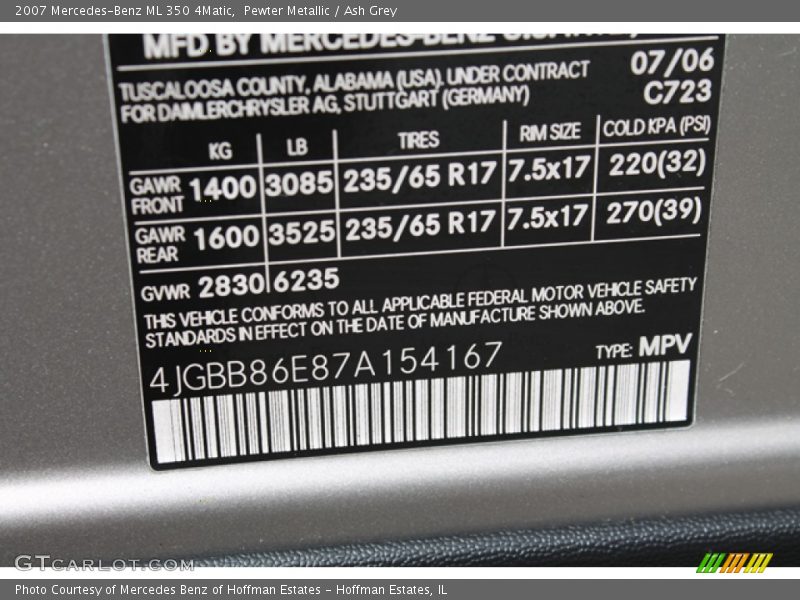 2007 Mercedes-Benz ML 350 4Matic, Pewter Metallic / Ash Grey
MFD BY MERCEDES-BENZ
07/06
TUSCALOOSA COUNTY, ALABAMA (USA). UNDER CONTRACT
FOR DAIMLERCHRYSLER AG, STUTTGART (GERMANY)
C723
KG LB TIRES RIM SIZE COLD KPA (PSI)
GAWR FRONT 1400 3085 235/65 R17 7.5x17 220(32)
GAWR REAR 1600 3525 235/65 R17 7.5x17 270(39)
GVWR 2830 6235
THIS VEHICLE CONFORMS TO ALL APPLICABLE FEDERAL MOTOR VEHICLE SAFETY
STANDARDS IN EFFECT ON THE DATE OF MANUFACTURE SHOWN ABOVE.
4JGBB86E87A154167 TYPE: MPV
GTCARLOT.COM
Photo Courtesy of Mercedes Benz of Hoffman Estates - Hoffman Estates, IL